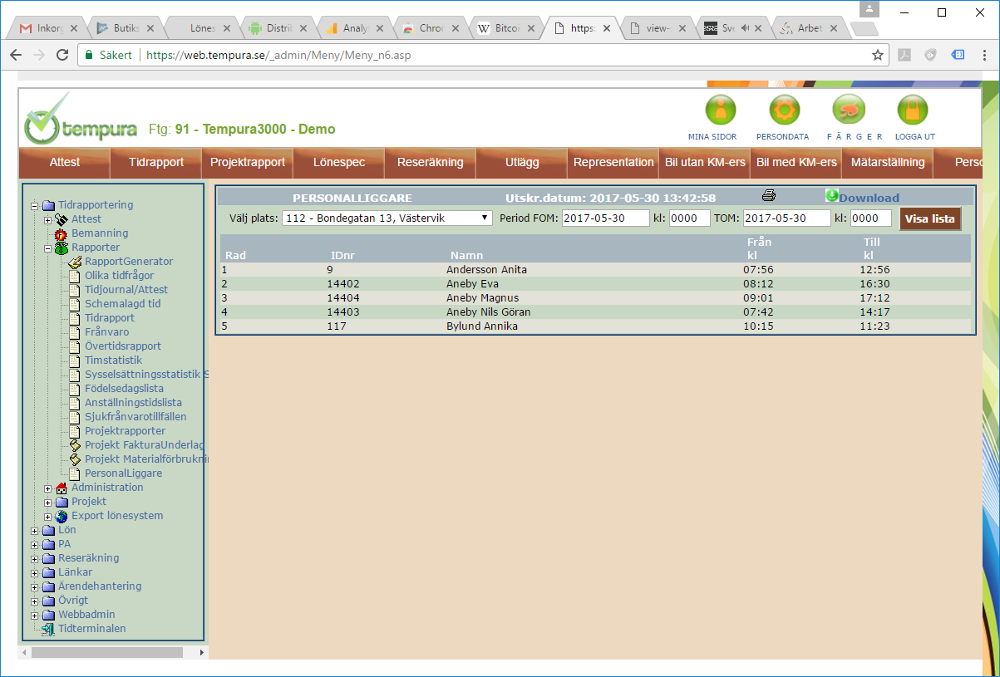 Inkorg
Butiks
Lönes
Distrib
Analy
Chron
Bitcoi
https:
view-
Sve
Arbet
Säkert
https://web.tempura.se/_admin/Meny/Meny_n6.asp
tempura
Ftg: 91 - Tempura3000 - Demo
MINA SIDOR
PERSONDATA
F Ä R G E R
LOGGA UT
Attest
Tidrapport
Projektrapport
Lönespec
Reseräkning
Utlägg
Representation
Bil utan KM-ers
Bil med KM-ers
Mätarställning
Perso
Tidrapportering
Attest
Bemanning
Rapporter
RapportGenerator
Olika tidfrågor
Tidjournal/Attest
Schemalagd tid
Tidrapport
Frånvaro
Övertidsrapport
Timstatistik
Sysselsättningsstatistik S
Födelsedagslista
Anställningstidslista
Sjukfrånvarotillfällen
Projektrapporter
Projekt FakturaUnderlag
Projekt Materialförbrukni
PersonalLiggare
Administration
Projekt
Export lönesystem
Lön
PA
Reseräkning
Länkar
Ärendehantering
Övrigt
Webbadmin
Tidterminalen
PERSONALLIGGARE Utskr.datum: 2017-05-30 13:42:58 Download
Välj plats: 112 - Bondegatan 13, Västervik Period FOM: 2017-05-30 kl: 0000 TOM: 2017-05-30 kl: 0000 Visa lista
Från Till
Rad IDnr Namn kl kl
1 9 Andersson Anita 07:56 12:56
2 14402 Aneby Eva 08:12 16:30
3 14404 Aneby Magnus 09:01 17:12
4 14403 Aneby Nils Göran 07:42 14:17
5 117 Bylund Annika 10:15 11:23